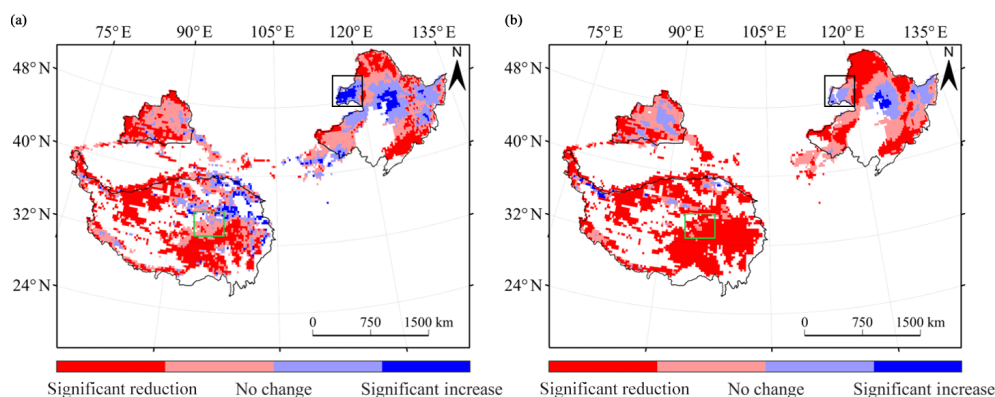 (a)
75° E 90° E 105° E 120° E 135° E
48° N
40° N
32° N
24° N
N
0 750 1500 km
Significant reduction No change Significant increase
(b)
75° E 90° E 105° E 120° E 135° E
48° N
40° N
32° N
24° N
N
0 750 1500 km
Significant reduction No change Significant increase